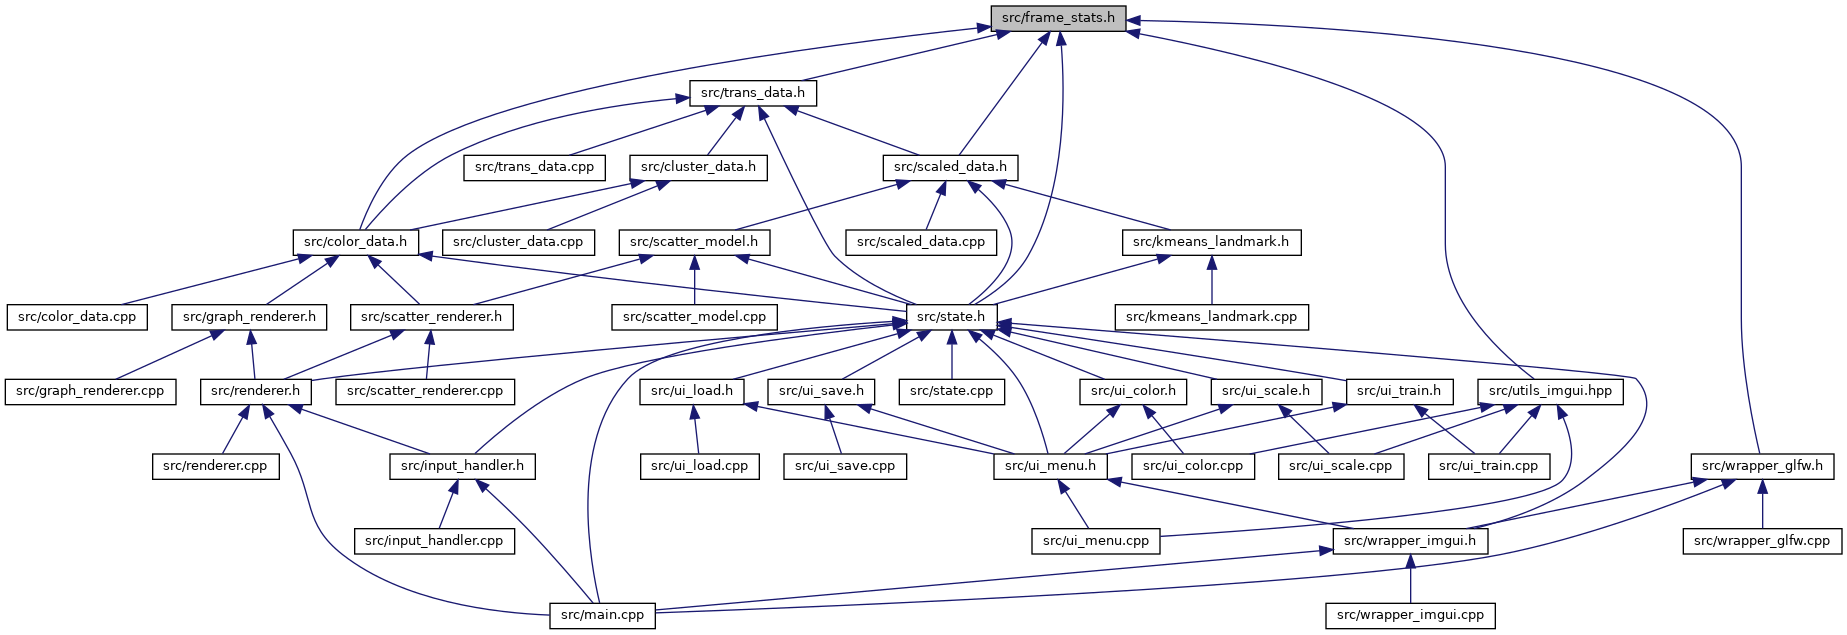 src/frame_stats.h
src/trans_data.h
src/trans_data.cpp
src/cluster_data.h
src/scaled_data.h
src/color_data.h
src/cluster_data.cpp
src/scatter_model.h
src/scaled_data.cpp
src/kmeans_landmark.h
src/color_data.cpp
src/graph_renderer.h
src/scatter_renderer.h
src/scatter_model.cpp
src/state.h
src/kmeans_landmark.cpp
src/graph_renderer.cpp
src/renderer.h
src/scatter_renderer.cpp
src/ui_load.h
src/ui_save.h
src/state.cpp
src/ui_color.h
src/ui_scale.h
src/ui_train.h
src/utils_imgui.hpp
src/renderer.cpp
src/input_handler.h
src/ui_load.cpp
src/ui_save.cpp
src/ui_menu.h
src/ui_color.cpp
src/ui_scale.cpp
src/ui_train.cpp
src/wrapper_glfw.h
src/input_handler.cpp
src/ui_menu.cpp
src/wrapper_imgui.h
src/wrapper_glfw.cpp
src/main.cpp
src/wrapper_imgui.cpp